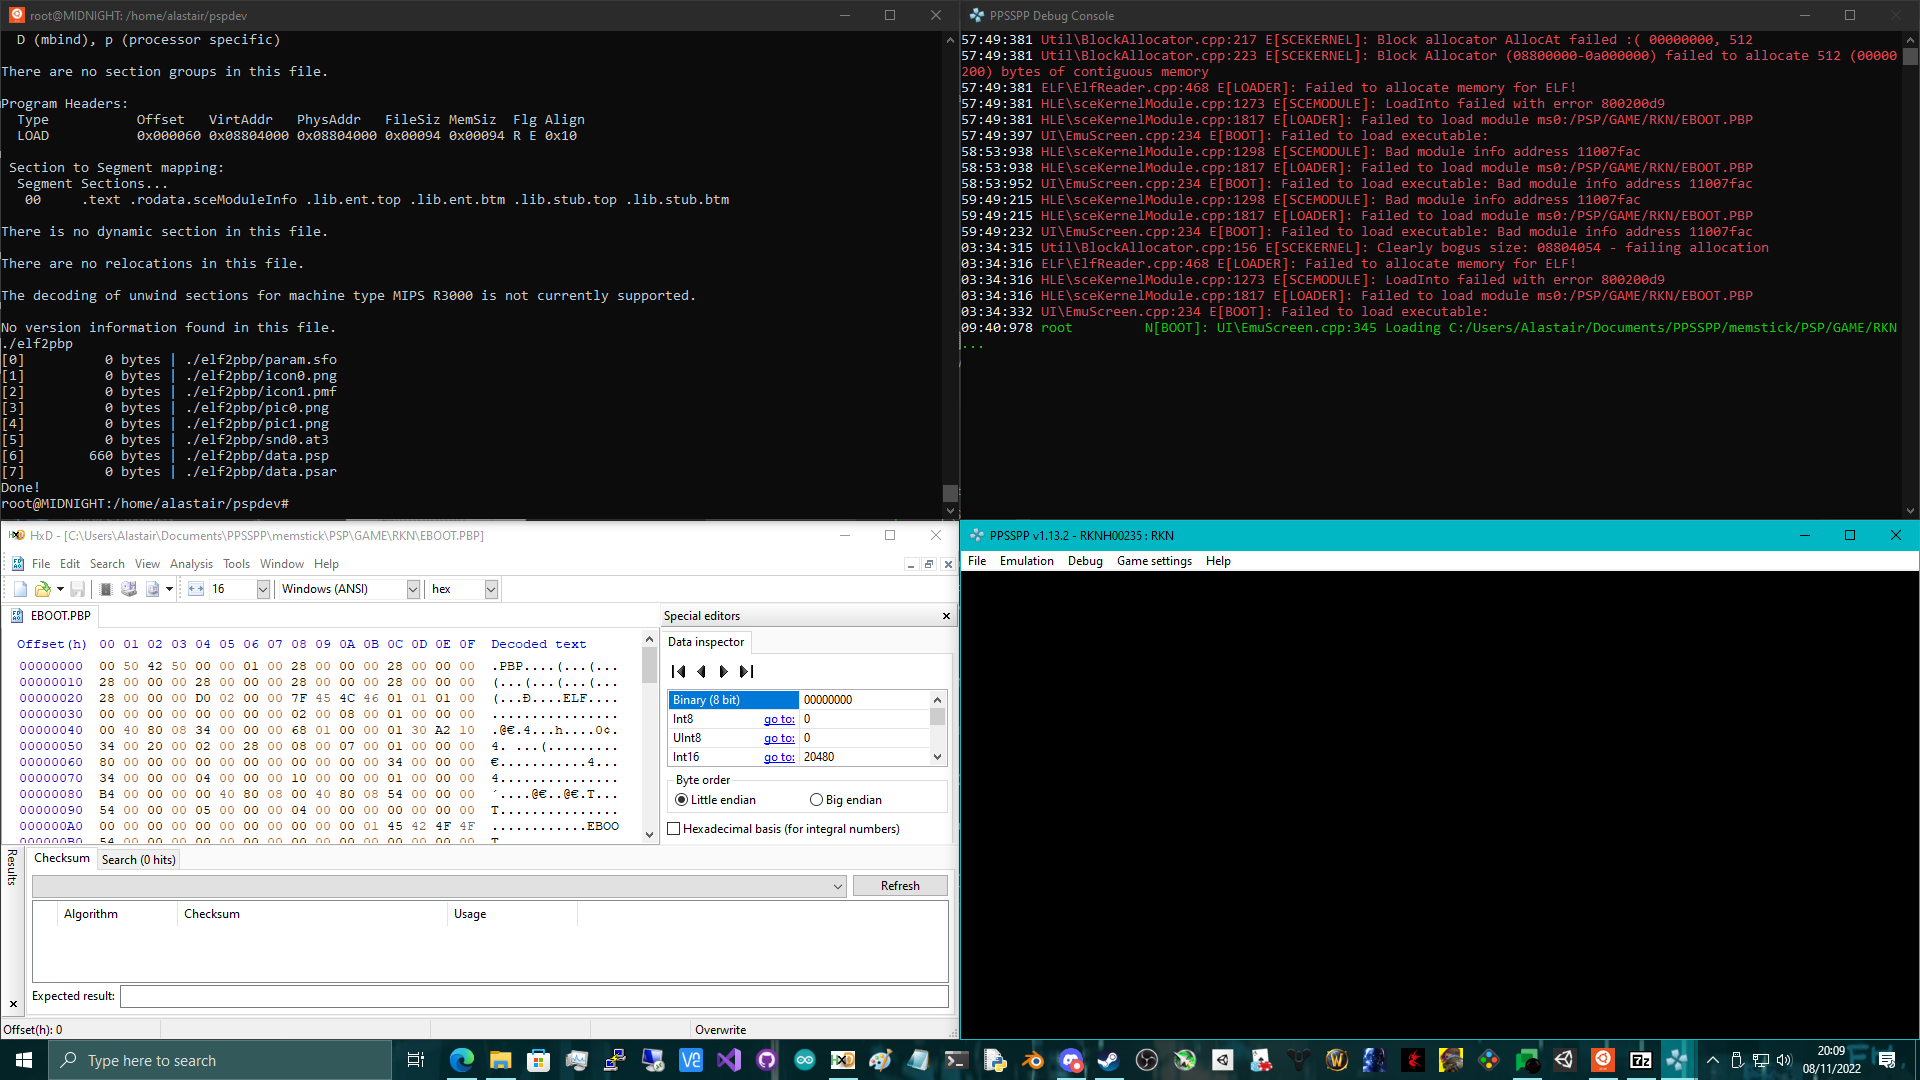 root@MIDNIGHT: /home/alastair/pspdev
D (mbind), p (processor specific)
There are no section groups in this file.
Program Headers:
Type Offset VirtAddr PhysAddr FileSiz MemSiz Flg Align
LOAD 0x000060 0x08804000 0x08804000 0x00094 0x00094 R E 0x10
Section to Segment mapping:
Segment Sections...
00 .text .rodata.sceModuleInfo .lib.ent.top .lib.ent.btm .lib.stub.top .lib.stub.btm
There is no dynamic section in this file.
There are no relocations in this file.
The decoding of unwind sections for machine type MIPS R3000 is not currently supported.
No version information found in this file.
./elf2pbp
[0] 0 bytes | ./elf2pbp/param.sfo
[1] 0 bytes | ./elf2pbp/icon0.png
[2] 0 bytes | ./elf2pbp/icon1.pmf
[3] 0 bytes | ./elf2pbp/pic0.png
[4] 0 bytes | ./elf2pbp/pic1.png
[5] 0 bytes | ./elf2pbp/snd0.at3
[6] 660 bytes | ./elf2pbp/data.psp
[7] 0 bytes | ./elf2pbp/data.psar
Done!
root@MIDNIGHT:/home/alastair/pspdev#
PPSSPP Debug Console
57:49:381 Util\BlockAllocator.cpp:217 E[SCEKERNEL]: Block allocator AllocAt failed :( 00000000, 512
57:49:381 Util\BlockAllocator.cpp:223 E[SCEKERNEL]: Block Allocator (08800000-0a000000) failed to allocate 512 (00000
200) bytes of contiguous memory
57:49:381 ELF\ElfReader.cpp:468 E[LOADER]: Failed to allocate memory for ELF!
57:49:381 HLE\sceKernelModule.cpp:1273 E[SCEMODULE]: LoadInto failed with error 800200d9
57:49:381 HLE\sceKernelModule.cpp:1817 E[LOADER]: Failed to load module ms0:/PSP/GAME/RKN/EBOOT.PBP
57:49:397 UI\EmuScreen.cpp:234 E[BOOT]: Failed to load executable:
58:53:938 HLE\sceKernelModule.cpp:1298 E[SCEMODULE]: Bad module info address 11007fac
58:53:938 HLE\sceKernelModule.cpp:1817 E[LOADER]: Failed to load module ms0:/PSP/GAME/RKN/EBOOT.PBP
58:53:952 UI\EmuScreen.cpp:234 E[BOOT]: Failed to load executable: Bad module info address 11007fac
59:49:215 HLE\sceKernelModule.cpp:1298 E[SCEMODULE]: Bad module info address 11007fac
59:49:215 HLE\sceKernelModule.cpp:1817 E[LOADER]: Failed to load module ms0:/PSP/GAME/RKN/EBOOT.PBP
59:49:232 UI\EmuScreen.cpp:234 E[BOOT]: Failed to load executable: Bad module info address 11007fac
03:34:315 Util\BlockAllocator.cpp:156 E[SCEKERNEL]: Clearly bogus size: 08804054 - failing allocation
03:34:316 ELF\ElfReader.cpp:468 E[LOADER]: Failed to allocate memory for ELF!
03:34:316 HLE\sceKernelModule.cpp:1273 E[SCEMODULE]: LoadInto failed with error 800200d9
03:34:316 HLE\sceKernelModule.cpp:1817 E[LOADER]: Failed to load module ms0:/PSP/GAME/RKN/EBOOT.PBP
03:34:332 UI\EmuScreen.cpp:234 E[BOOT]: Failed to load executable:
09:40:978 root N[BOOT]: UI\EmuScreen.cpp:345 Loading C:/Users/Alastair/Documents/PPSSPP/memstick/PSP/GAME/RKN
...
HxD - [C:\Users\Alastair\Documents\PPSSPP\memstick\PSP\GAME\RKN\EBOOT.PBP]
File Edit Search View Analysis Tools Window Help
16 Windows (ANSI) hex
EBOOT.PBP
Offset(h) 00 01 02 03 04 05 06 07 08 09 0A 0B 0C 0D 0E 0F Decoded text
00000000 00 50 42 50 00 00 01 00 28 00 00 00 28 00 00 00 .PBP....(...(...
00000010 28 00 00 00 28 00 00 00 28 00 00 00 28 00 00 00 (...(...(...(...
00000020 28 00 00 00 D0 02 00 00 7F 45 4C 46 01 01 01 00 (...Ð....ELF....
00000030 00 00 00 00 00 00 00 00 02 00 08 00 01 00 00 00 ................
00000040 00 40 80 08 34 00 00 00 68 01 00 00 01 30 A2 10 .@€.4...h....0¢.
00000050 34 00 20 00 02 00 28 00 08 00 07 00 01 00 00 00 4. ...(.........
00000060 80 00 00 00 00 00 00 00 00 00 00 00 34 00 00 00 €...........4...
00000070 34 00 00 00 04 00 00 00 10 00 00 00 01 00 00 00 4...............
00000080 B4 00 00 00 00 40 80 08 00 40 80 08 54 00 00 00 ´....@€..@€.T...
00000090 54 00 00 00 05 00 00 00 04 00 00 00 00 00 00 00 T...............
000000A0 00 00 00 00 00 00 00 00 00 00 00 01 45 42 4F 4F ............EBOO
000000B0 54 00 00 00 00 00 00 00 00 00 00 00 00 00 00 00 T
Special editors
Data inspector
Binary (8 bit) 00000000
Int8 go to: 0
UInt8 go to: 0
Int16 go to: 20480
Byte order
Little endian Big endian
Hexadecimal basis (for integral numbers)
Results
Checksum Search (0 hits)
Refresh
Algorithm Checksum Usage
Expected result:
Offset(h): 0 Overwrite
PPSSPP v1.13.2 - RKNH00235 : RKN
File Emulation Debug Game settings Help
Type here to search
20:09
08/11/2022